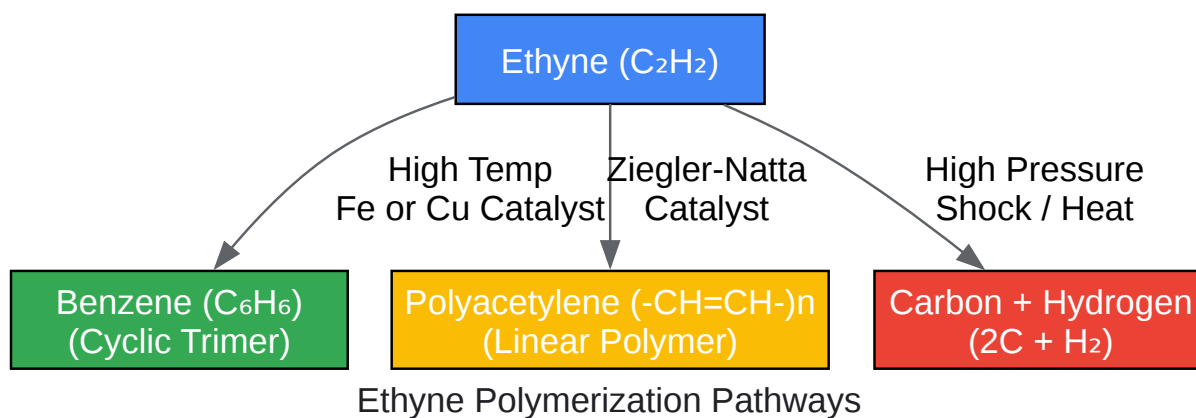 Ethyne (C₂H₂)
High Temp
Fe or Cu Catalyst
Ziegler-Natta
Catalyst
High Pressure
Shock / Heat
Benzene (C₆H₆)
(Cyclic Trimer)
Polyacetylene (-CH=CH-)n
(Linear Polymer)
Carbon + Hydrogen
(2C + H₂)
Ethyne Polymerization Pathways